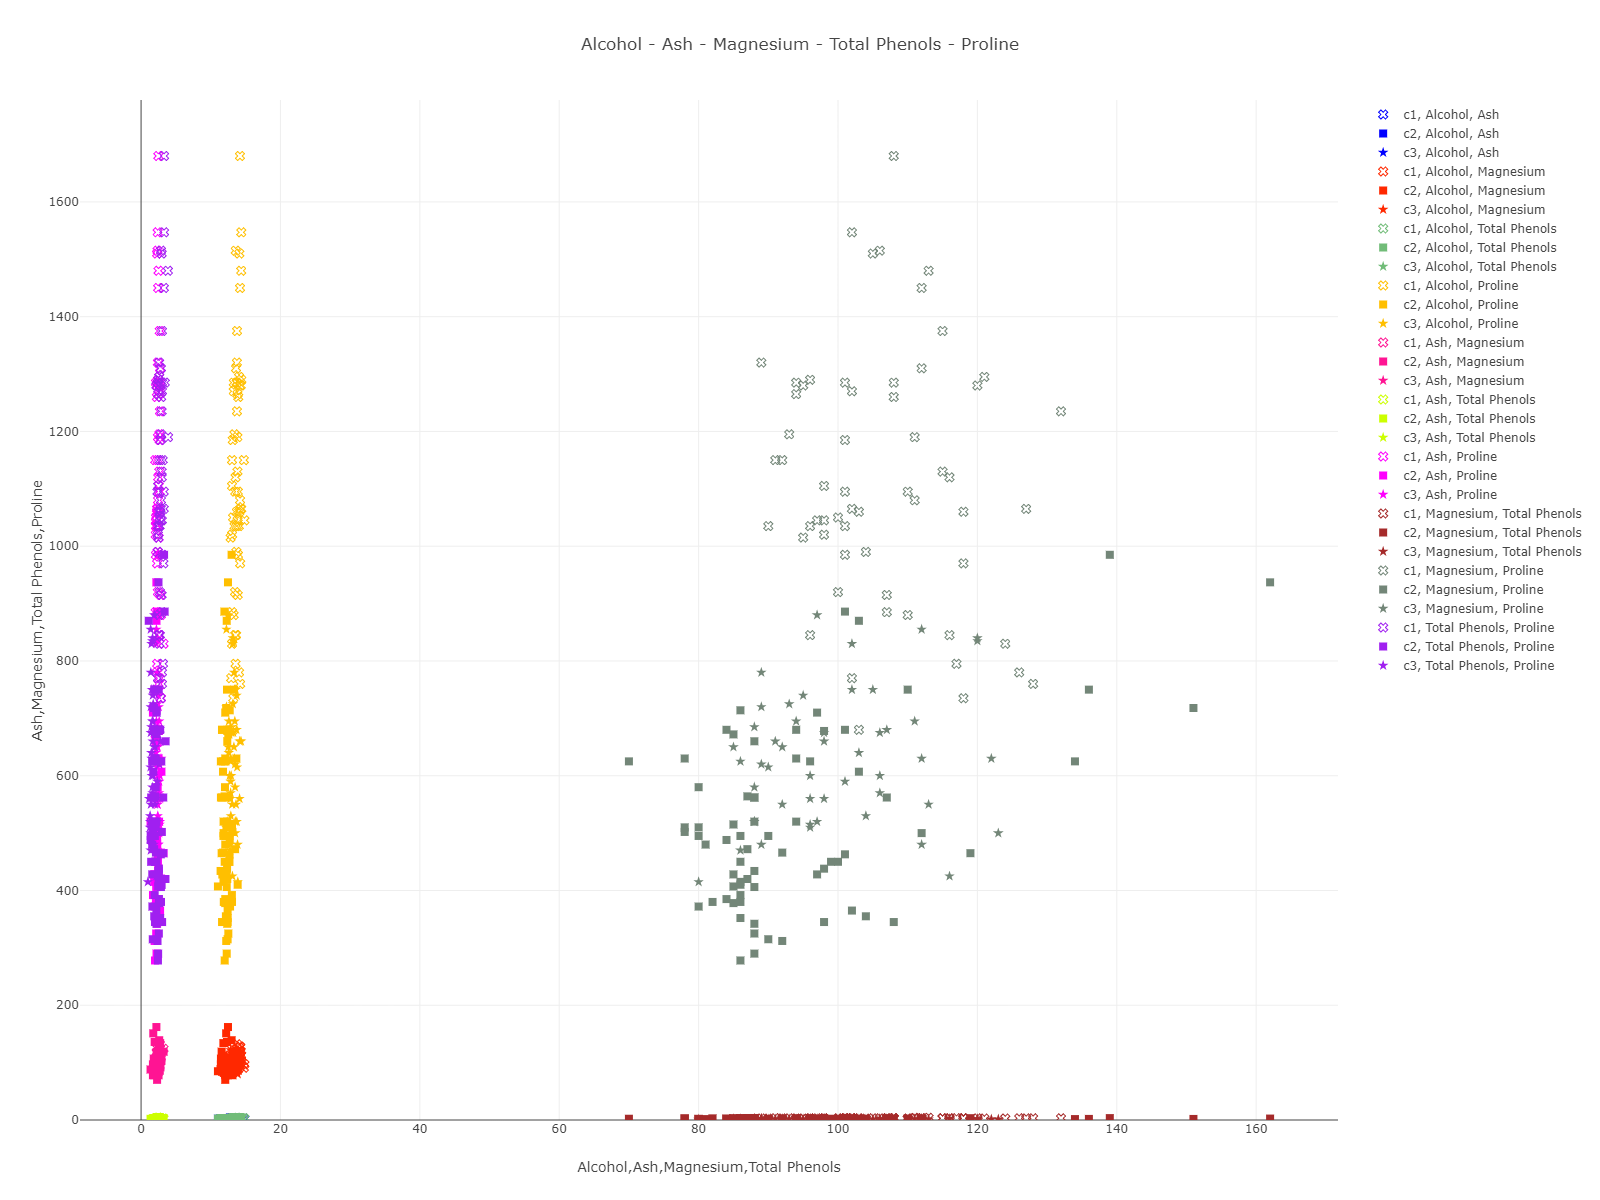 Alcohol - Ash - Magnesium - Total Phenols - Proline
Ash,Magnesium,Total Phenols,Proline
1600
1400
1200
1000
800
600
400
200
0
0 20 40 60 80 100 120 140 160
Alcohol,Ash,Magnesium,Total Phenols
c1, Alcohol, Ash
c2, Alcohol, Ash
c3, Alcohol, Ash
c1, Alcohol, Magnesium
c2, Alcohol, Magnesium
c3, Alcohol, Magnesium
c1, Alcohol, Total Phenols
c2, Alcohol, Total Phenols
c3, Alcohol, Total Phenols
c1, Alcohol, Proline
c2, Alcohol, Proline
c3, Alcohol, Proline
c1, Ash, Magnesium
c2, Ash, Magnesium
c3, Ash, Magnesium
c1, Ash, Total Phenols
c2, Ash, Total Phenols
c3, Ash, Total Phenols
c1, Ash, Proline
c2, Ash, Proline
c3, Ash, Proline
c1, Magnesium, Total Phenols
c2, Magnesium, Total Phenols
c3, Magnesium, Total Phenols
c1, Magnesium, Proline
c2, Magnesium, Proline
c3, Magnesium, Proline
c1, Total Phenols, Proline
c2, Total Phenols, Proline
c3, Total Phenols, Proline